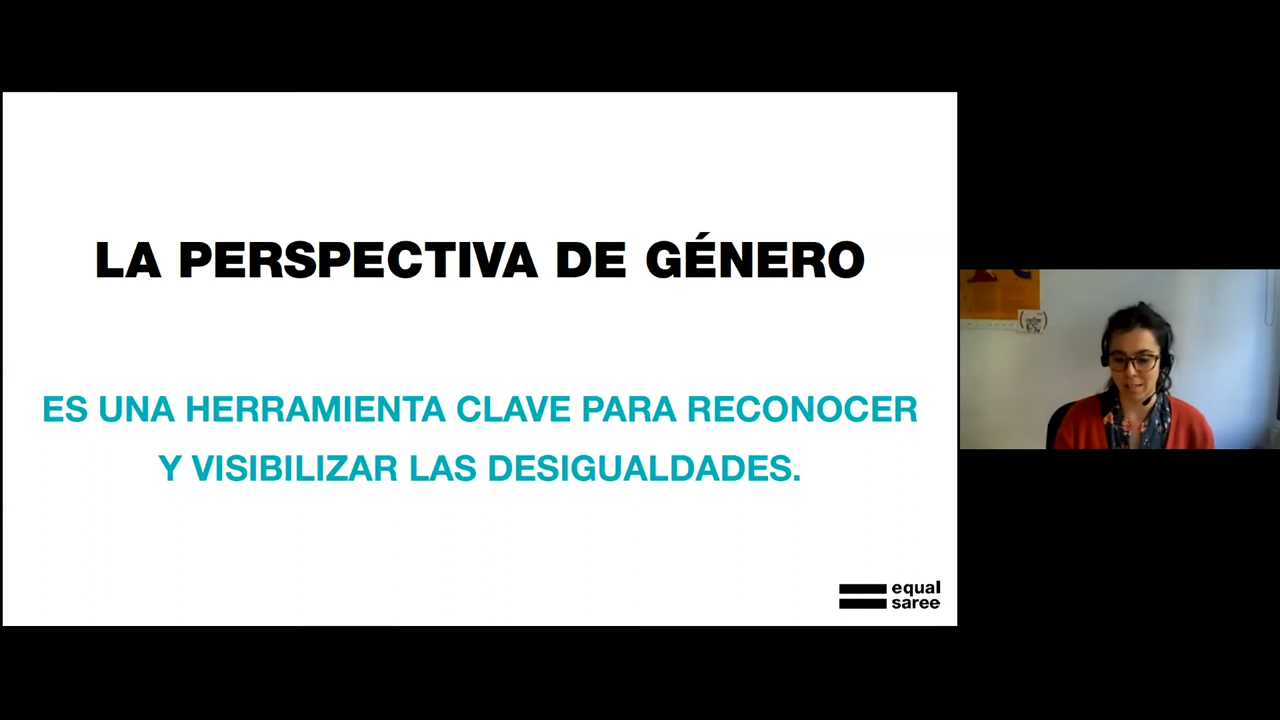 LA PERSPECTIVA DE GÉNERO
ES UNA HERRAMIENTA CLAVE PARA RECONOCER
Y VISIBILIZAR LAS DESIGUALDADES.
equal
saree